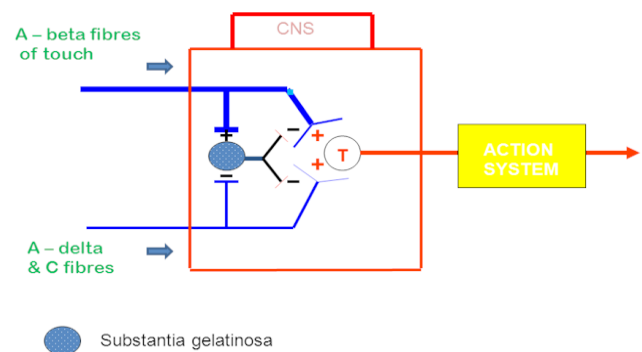 CNS
A – beta fibres
of touch
+
–
+
T
+
–
–
ACTION
SYSTEM
A – delta
& C fibres
Substantia gelatinosa